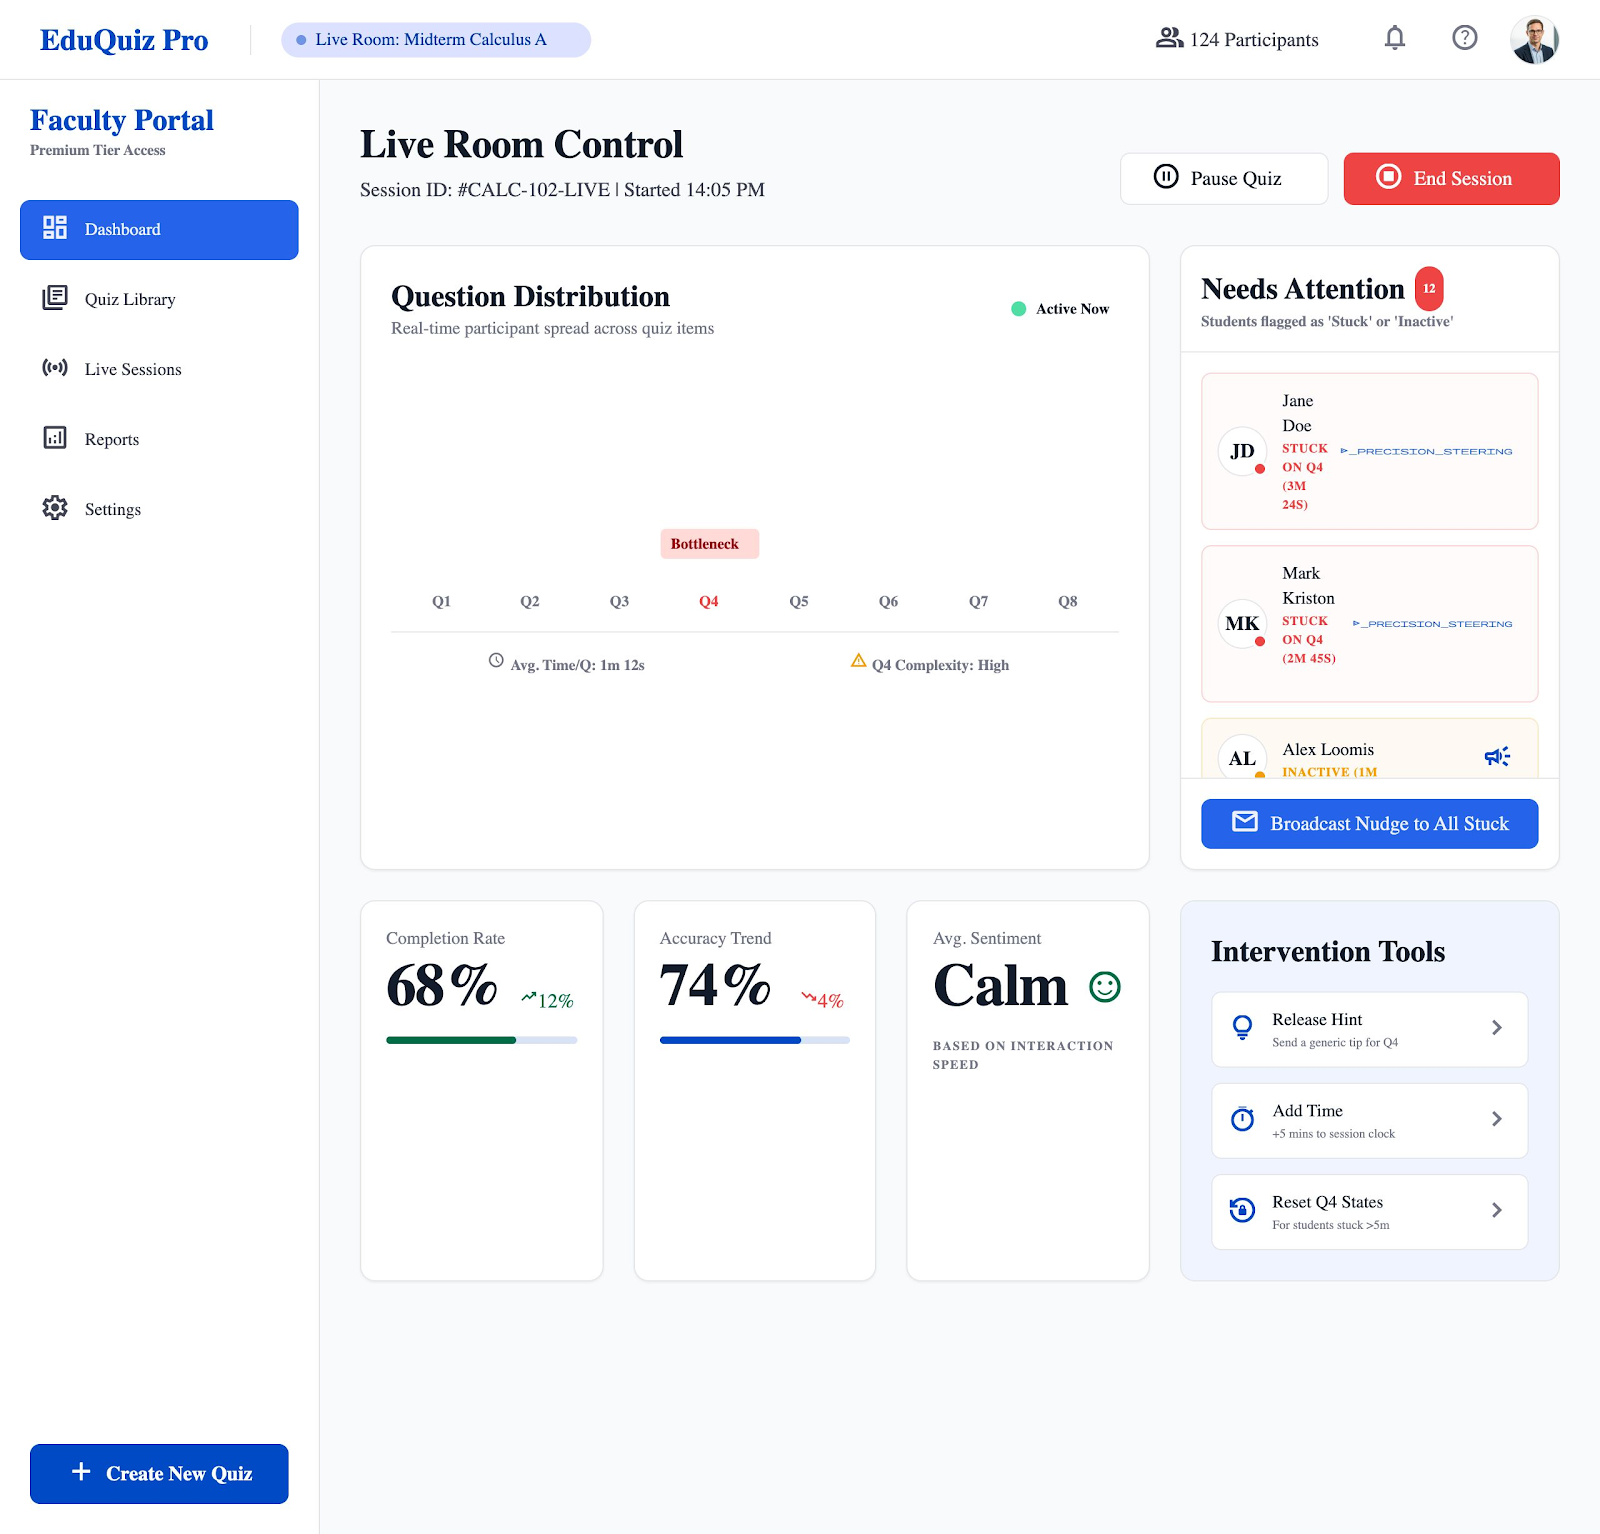 EduQuiz Pro
Live Room: Midterm Calculus A
124 Participants
Faculty Portal
Premium Tier Access
Dashboard
Quiz Library
Live Sessions
Reports
Settings
Create New Quiz
Live Room Control
Session ID: #CALC-102-LIVE | Started 14:05 PM
Pause Quiz
End Session
Question Distribution
Real-time participant spread across quiz items
Active Now
Bottleneck
Q1 Q2 Q3 Q4 Q5 Q6 Q7 Q8
Avg. Time/Q: 1m 12s
Q4 Complexity: High
Needs Attention 12
Students flagged as 'Stuck' or 'Inactive'
JD
Jane
Doe
STUCK
ON Q4
(3M
24S)
⊳_PRECISION_STEERING
MK
Mark
Kriston
STUCK
ON Q4
(2M 45S)
⊳_PRECISION_STEERING
AL
Alex Loomis
INACTIVE (1M
Broadcast Nudge to All Stuck
Completion Rate
68% 12%
Accuracy Trend
74% 4%
Avg. Sentiment
Calm
BASED ON INTERACTION
SPEED
Intervention Tools
Release Hint
Send a generic tip for Q4
Add Time
+5 mins to session clock
Reset Q4 States
For students stuck >5m